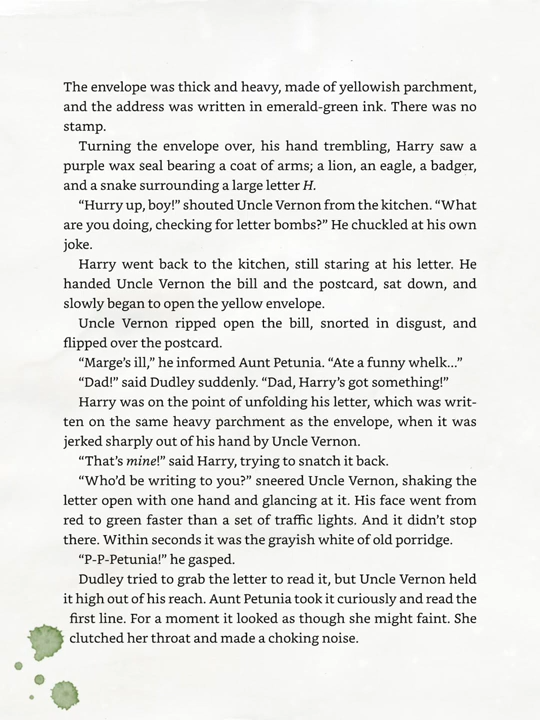 The envelope was thick and heavy, made of yellowish parchment,
and the address was written in emerald-green ink. There was no
stamp.
Turning the envelope over, his hand trembling, Harry saw a
purple wax seal bearing a coat of arms; a lion, an eagle, a badger,
and a snake surrounding a large letter H.
“Hurry up, boy!” shouted Uncle Vernon from the kitchen. “What
are you doing, checking for letter bombs?” He chuckled at his own
joke.
Harry went back to the kitchen, still staring at his letter. He
handed Uncle Vernon the bill and the postcard, sat down, and
slowly began to open the yellow envelope.
Uncle Vernon ripped open the bill, snorted in disgust, and
flipped over the postcard.
“Marge’s ill,” he informed Aunt Petunia. “Ate a funny whelk...”
“Dad!” said Dudley suddenly. “Dad, Harry’s got something!”
Harry was on the point of unfolding his letter, which was writ-
ten on the same heavy parchment as the envelope, when it was
jerked sharply out of his hand by Uncle Vernon.
“That’s mine!” said Harry, trying to snatch it back.
“Who’d be writing to you?” sneered Uncle Vernon, shaking the
letter open with one hand and glancing at it. His face went from
red to green faster than a set of traffic lights. And it didn’t stop
there. Within seconds it was the grayish white of old porridge.
“P-P-Petunia!” he gasped.
Dudley tried to grab the letter to read it, but Uncle Vernon held
it high out of his reach. Aunt Petunia took it curiously and read the
first line. For a moment it looked as though she might faint. She
clutched her throat and made a choking noise.